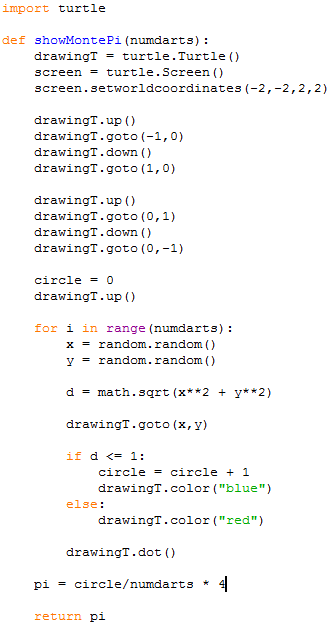 import turtle
def showMontePi(numdarts):
    drawingT = turtle.Turtle()
    screen = turtle.Screen()
    screen.setworldcoordinates(-2,-2,2,2)
    drawingT.up()
    drawingT.goto(-1,0)
    drawingT.down()
    drawingT.goto(1,0)
    drawingT.up()
    drawingT.goto(0,1)
    drawingT.down()
    drawingT.goto(0,-1)
    circle = 0
    drawingT.up()
    for i in range(numdarts):
        x = random.random()
        y = random.random()
        d = math.sqrt(x**2 + y**2)
        drawingT.goto(x,y)
        if d <= 1:
            circle = circle + 1
            drawingT.color("blue")
        else:
            drawingT.color("red")
        drawingT.dot()
    pi = circle/numdarts * 4
    return pi